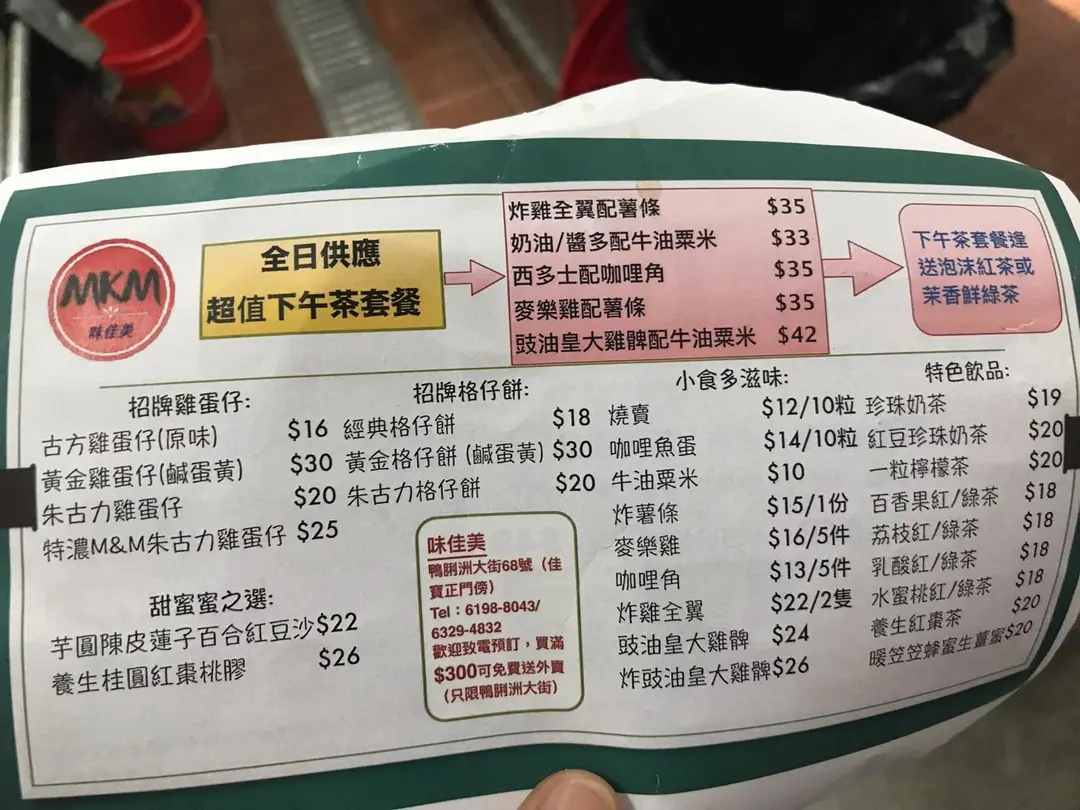 MKM
味佳美
全日供應
超值下午茶套餐
炸雞全翼配薯條 $35
奶油/醬多配牛油粟米 $33
西多士配咖哩角 $35
麥樂雞配薯條 $35
豉油皇大雞髀配牛油粟米 $42
下午茶套餐逢
送泡沫紅茶或
茉香鮮綠茶
招牌雞蛋仔:
古方雞蛋仔(原味) $16
黃金雞蛋仔(鹹蛋黃) $30
朱古力雞蛋仔 $20
特濃M&M朱古力雞蛋仔 $25
甜蜜蜜之選:
芋圓陳皮蓮子百合紅豆沙$22
養生桂圓紅棗桃膠 $26
招牌格仔餅:
經典格仔餅 $18
黃金格仔餅 (鹹蛋黃) $30
朱古力格仔餅 $20
味佳美
鴨脷洲大街68號（佳
寶正門傍）
Tel：6198-8043/
6329-4832
歡迎致電預訂，買滿
$300可免費送外賣
（只限鴨脷洲大街）
小食多滋味:
燒賣 $12/10粒
咖哩魚蛋 $14/10粒
牛油粟米 $10
炸薯條 $15/1份
麥樂雞 $16/5件
咖哩角 $13/5件
炸雞全翼 $22/2隻
豉油皇大雞髀 $24
炸豉油皇大雞髀$26
特色飲品:
珍珠奶茶 $19
紅豆珍珠奶茶 $20
一粒檸檬茶 $20
百香果紅/綠茶 $18
荔枝紅/綠茶 $18
乳酸紅/綠茶 $18
水蜜桃紅/綠茶 $18
養生紅棗茶 $20
暖笠笠蜂蜜生薑蜜$20